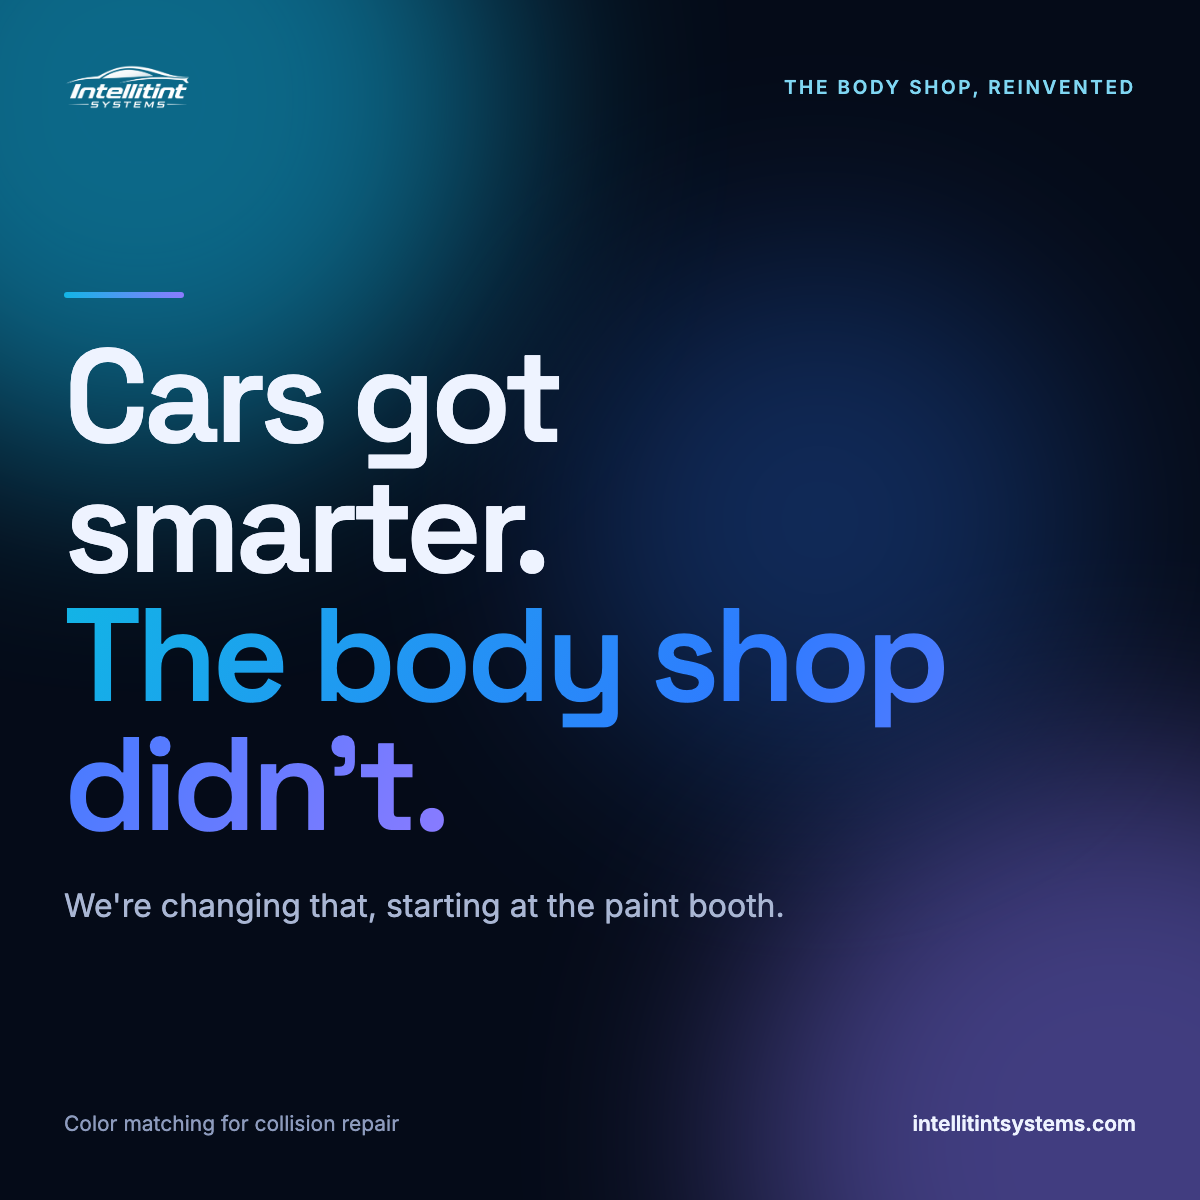 Intellitint
SYSTEMS
THE BODY SHOP, REINVENTED
Cars got
smarter.
The body shop
didn’t.
We're changing that, starting at the paint booth.
Color matching for collision repair
intellitintsystems.com